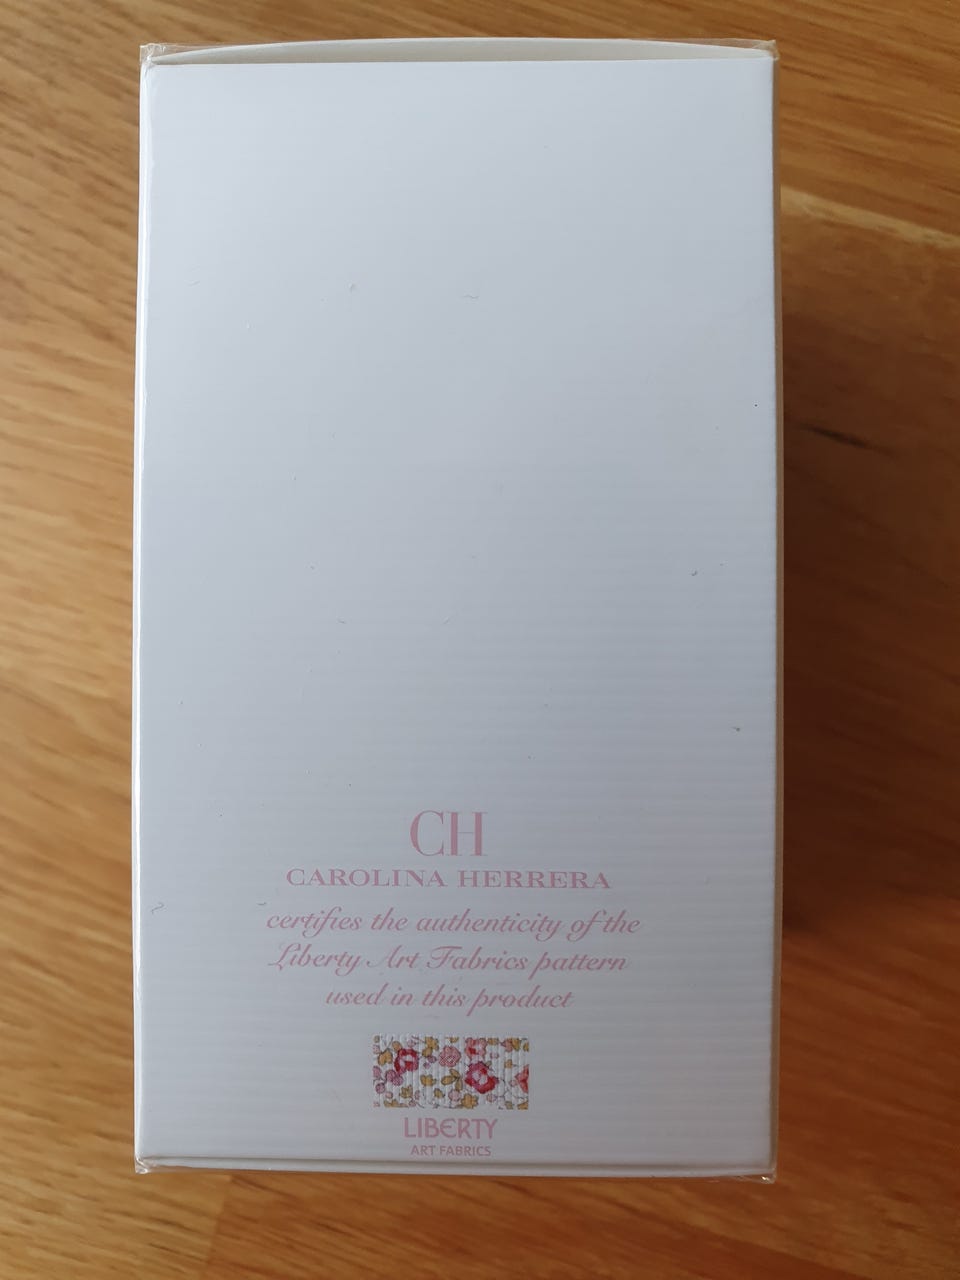 CH
CAROLINA HERRERA
certifies the authenticity of the
Liberty Art Fabrics pattern
used in this product
LIBERTY
ART FABRICS